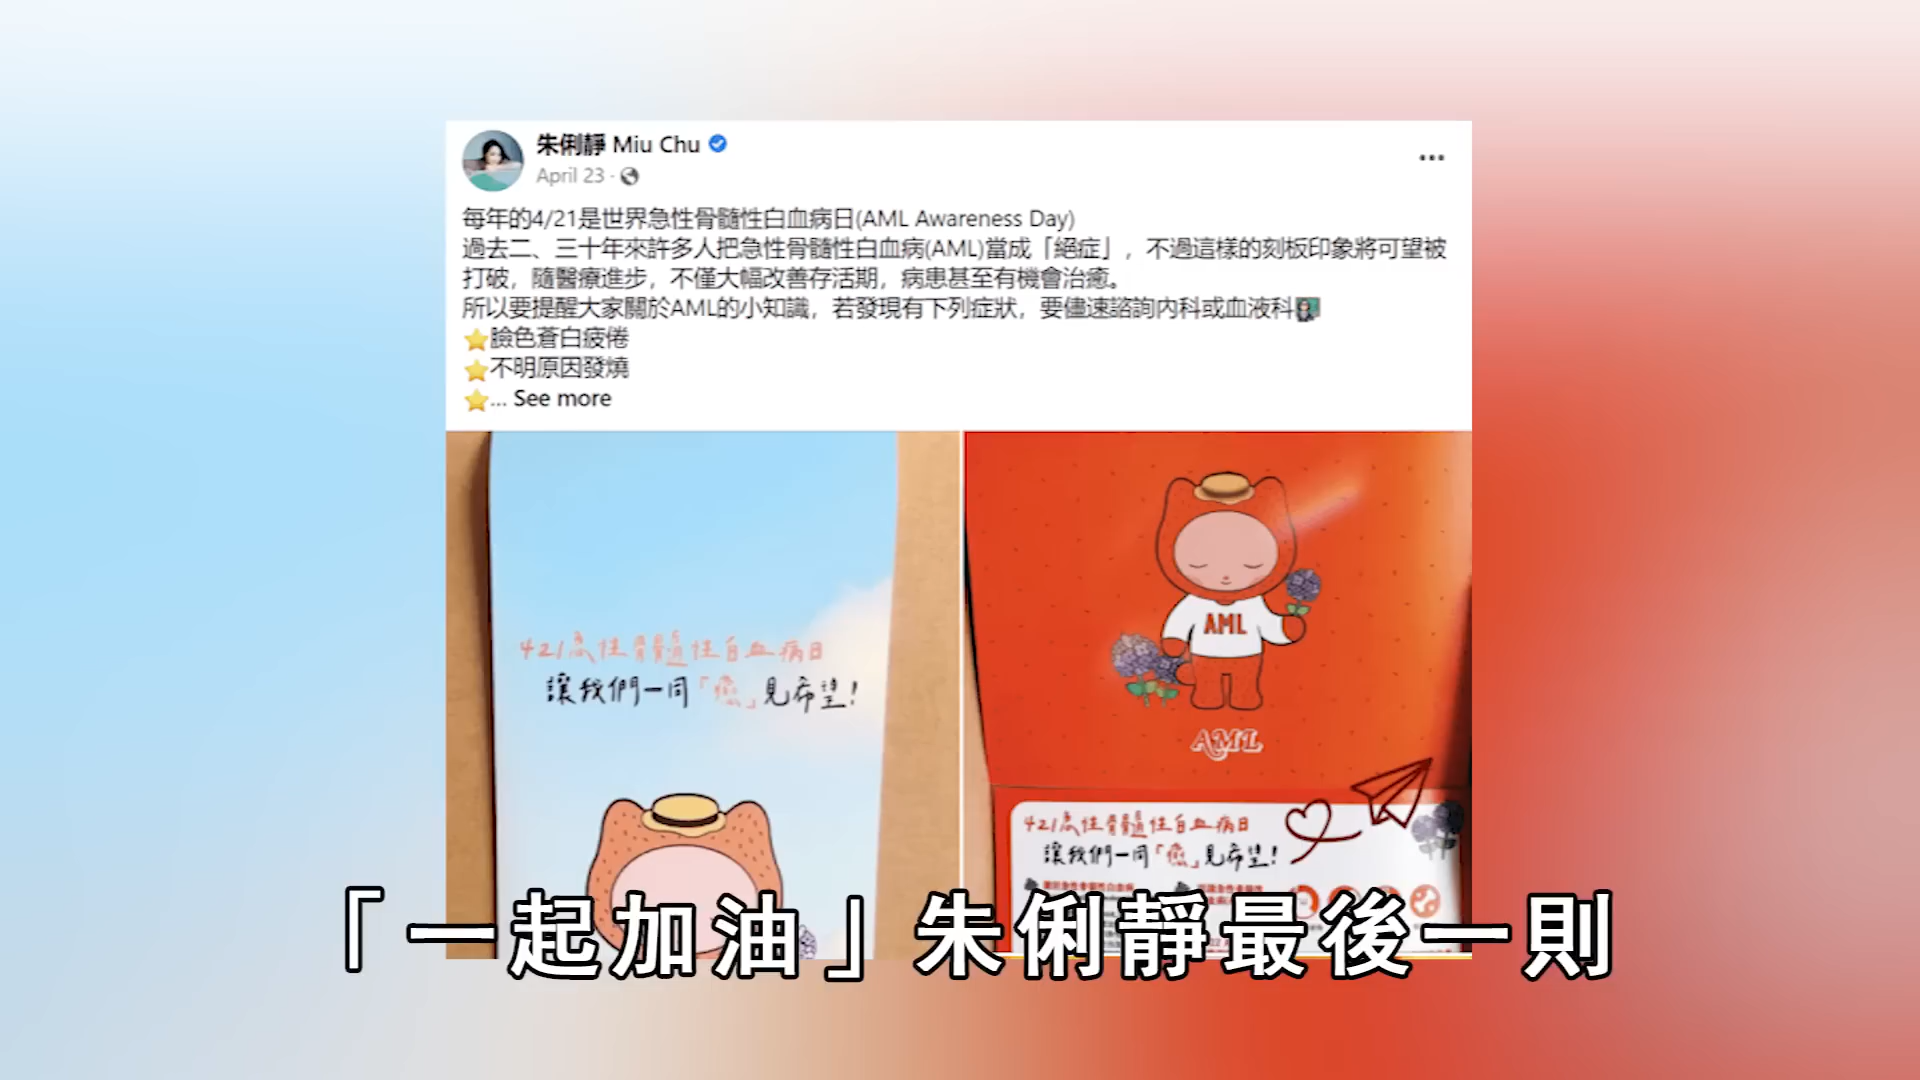 朱俐靜 Miu Chu
April 23
每年的4/21是世界急性骨髓性白血病日(AML Awareness Day)
過去二、三十年來許多人把急性骨髓性白血病(AML)當成「絕症」，不過這樣的刻板印象將可望被
打破，隨醫療進步，不僅大幅改善存活期，病患甚至有機會治癒。
所以要提醒大家關於AML的小知識，若發現有下列症狀，要儘速諮詢內科或血液科
⭐臉色蒼白疲倦
⭐不明原因發燒
⭐... See more
421急性骨髓性白血病日
讓我們一同「癒」見希望!
AML
AML
421急性骨髓性白血病日
讓我們一同「癒」見希望!
「一起加油」朱俐靜最後一則